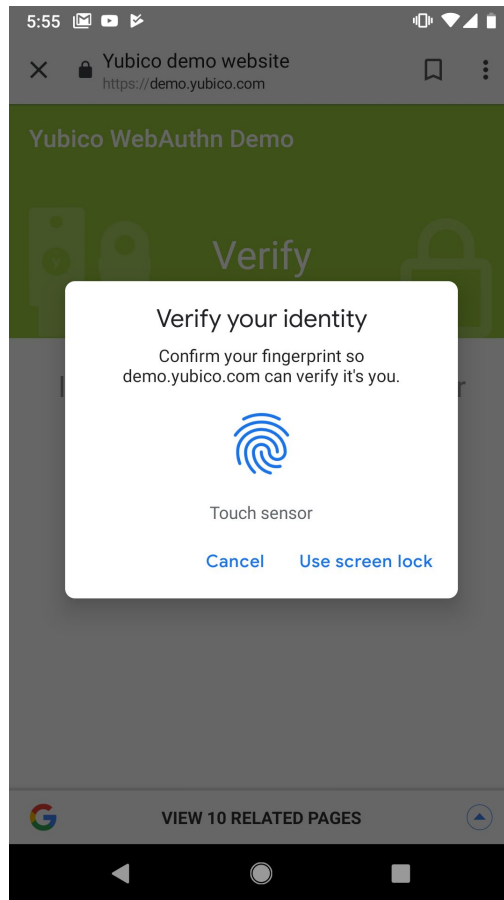 5:55
Yubico demo website
https://demo.yubico.com
Yubico WebAuthn Demo
Verify
Verify your identity
Confirm your fingerprint so
demo.yubico.com can verify it's you.
Touch sensor
Cancel Use screen lock
VIEW 10 RELATED PAGES